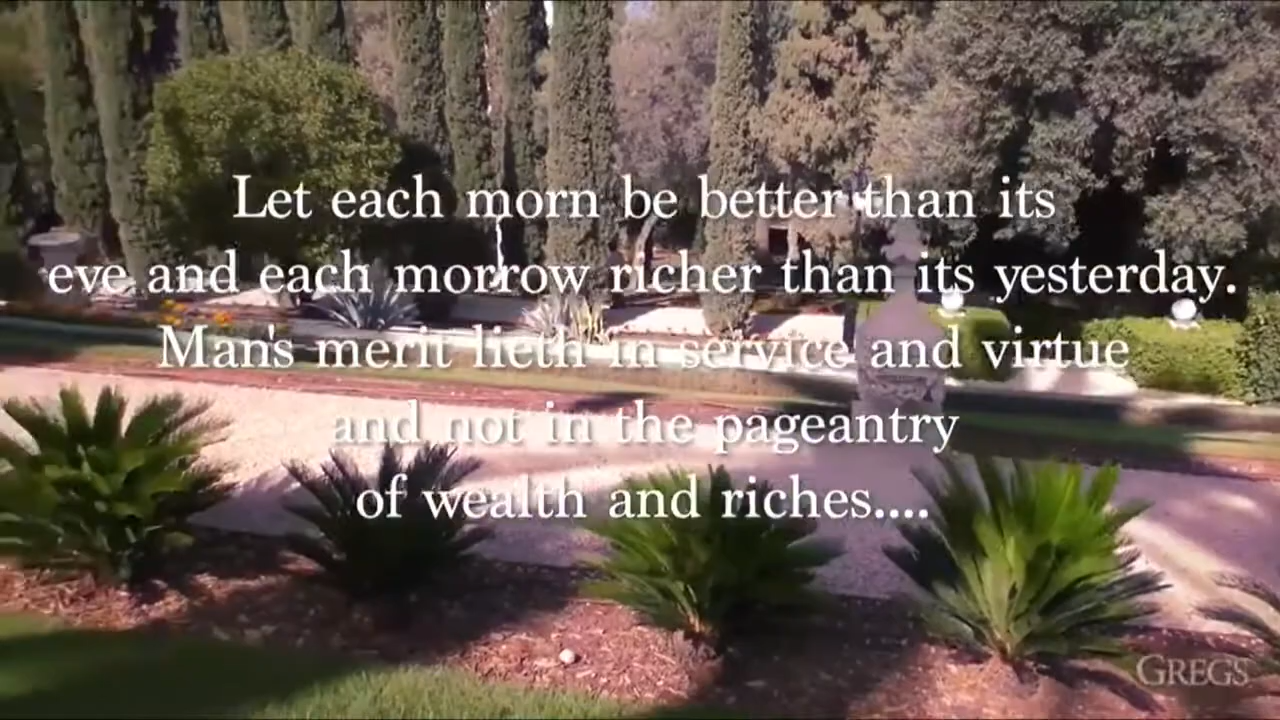 Let each morn be better than its
eve and each morrow richer than its yesterday.
Man's merit lieth in service and virtue
and not in the pageantry
of wealth and riches....
GREGS